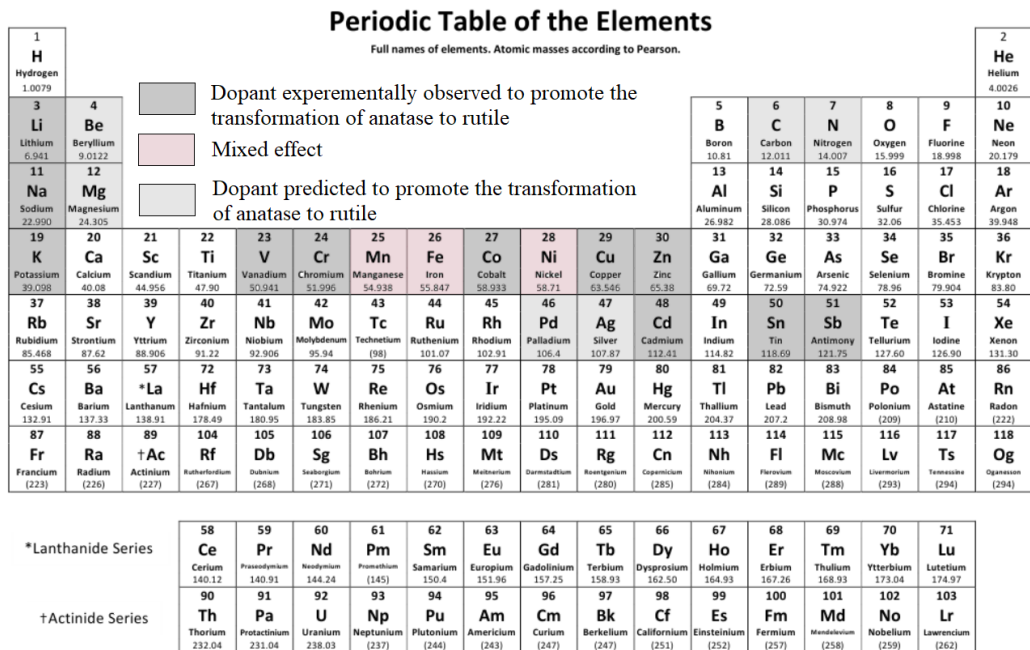 Periodic Table of the Elements
Full names of elements. Atomic masses according to Pearson.
1 2
H He
Hydrogen Helium
1.0079 4.0026
Dopant experementally observed to promote the
transformation of anatase to rutile
Mixed effect
Dopant predicted to promote the transformation
of anatase to rutile
3 4 5 6 7 8 9 10
Li Be B C N O F Ne
Lithium Beryllium Boron Carbon Nitrogen Oxygen Fluorine Neon
6.941 9.0122 10.81 12.011 14.007 15.999 18.998 20.179
11 12 13 14 15 16 17 18
Na Mg Al Si P S Cl Ar
Sodium Magnesium Aluminum Silicon Phosphorus Sulfur Chlorine Argon
22.990 24.305 26.982 28.086 30.974 32.06 35.453 39.948
19 20 21 22 23 24 25 26 27 28 29 30 31 32 33 34 35 36
K Ca Sc Ti V Cr Mn Fe Co Ni Cu Zn Ga Ge As Se Br Kr
Potassium Calcium Scandium Titanium Vanadium Chromium Manganese Iron Cobalt Nickel Copper Zinc Gallium Germanium Arsenic Selenium Bromine Krypton
39.098 40.08 44.956 47.90 50.941 51.996 54.938 55.847 58.933 58.71 63.546 65.38 69.72 72.59 74.922 78.96 79.904 83.80
37 38 39 40 41 42 43 44 45 46 47 48 49 50 51 52 53 54
Rb Sr Y Zr Nb Mo Tc Ru Rh Pd Ag Cd In Sn Sb Te I Xe
Rubidium Strontium Yttrium Zirconium Niobium Molybdenum Technetium Ruthenium Rhodium Palladium Silver Cadmium Indium Tin Antimony Tellurium Iodine Xenon
85.468 87.62 88.906 91.22 92.906 95.94 (98) 101.07 102.91 106.4 107.87 112.41 114.82 118.69 121.75 127.60 126.90 131.30
55 56 57 72 73 74 75 76 77 78 79 80 81 82 83 84 85 86
Cs Ba *La Hf Ta W Re Os Ir Pt Au Hg Tl Pb Bi Po At Rn
Cesium Barium Lanthanum Hafnium Tantalum Tungsten Rhenium Osmium Iridium Platinum Gold Mercury Thallium Lead Bismuth Polonium Astatine Radon
132.91 137.33 138.91 178.49 180.95 183.85 186.21 190.2 192.22 195.09 196.97 200.59 204.37 207.2 208.98 (209) (210) (222)
87 88 89 104 105 106 107 108 109 110 111 112 113 114 115 116 117 118
Fr Ra †Ac Rf Db Sg Bh Hs Mt Ds Rg Cn Nh Fl Mc Lv Ts Og
Francium Radium Actinium Rutherfordium Dubnium Seaborgium Bohrium Hassium Meitnerium Darmstadtium Roentgenium Copernicium Nihonium Flerovium Moscovium Livermorium Tennessine Oganesson
(223) (226) (227) (267) (268) (271) (272) (270) (276) (281) (280) (285) (284) (289) (288) (293) (294) (294)
58 59 60 61 62 63 64 65 66 67 68 69 70 71
*Lanthanide Series Ce Pr Nd Pm Sm Eu Gd Tb Dy Ho Er Tm Yb Lu
Cerium Praseodymium Neodymium Promethium Samarium Europium Gadolinium Terbium Dysprosium Holmium Erbium Thulium Ytterbium Lutetium
140.12 140.91 144.24 (145) 150.4 151.96 157.25 158.93 162.50 164.93 167.26 168.93 173.04 174.97
90 91 92 93 94 95 96 97 98 99 100 101 102 103
†Actinide Series Th Pa U Np Pu Am Cm Bk Cf Es Fm Md No Lr
Thorium Protactinium Uranium Neptunium Plutonium Americium Curium Berkelium Californium Einsteinium Fermium Mendelevium Nobelium Lawrencium
232.04 231.04 238.03 (237) (244) (243) (247) (247) (251) (252) (257) (258) (259) (262)